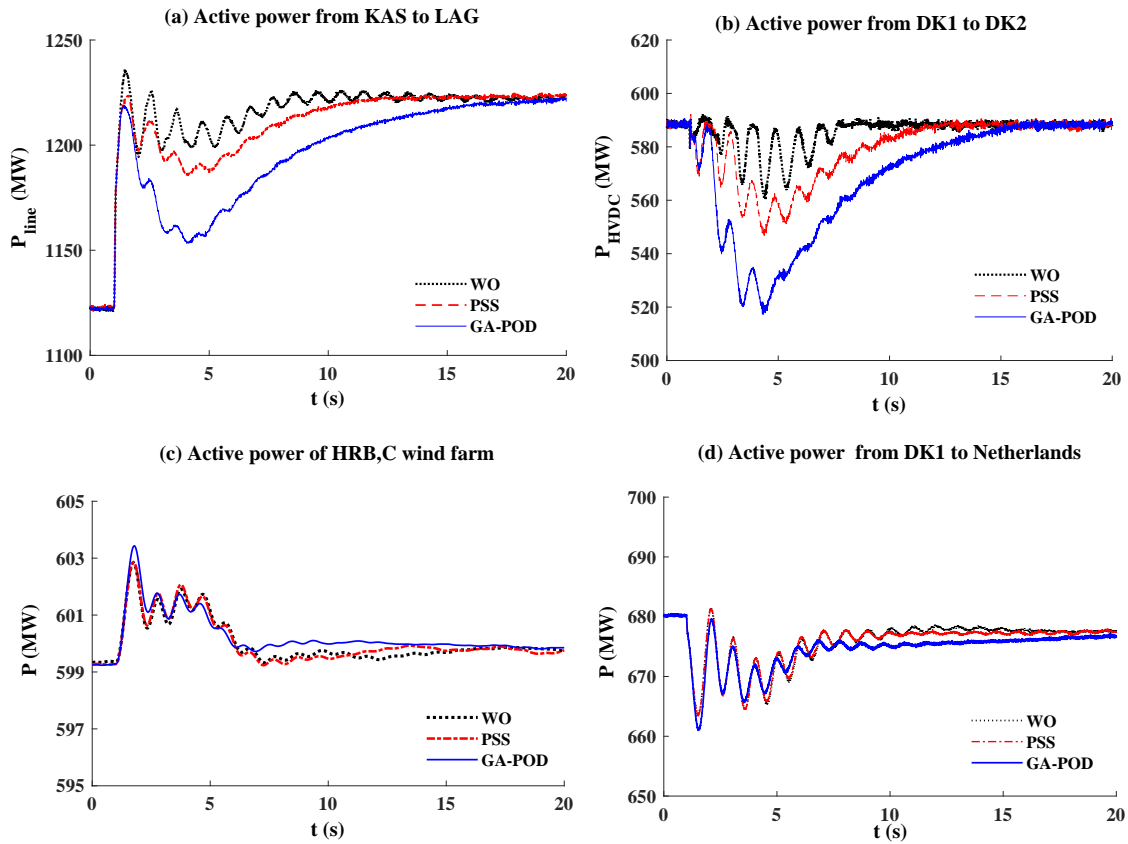 (a) Active power from KAS to LAG
1250
1200
1150
1100
P_line (MW)
0 5 10 15 20
t (s)
WO
PSS
GA-POD
(b) Active power from DK1 to DK2
620
600
580
560
540
520
500
P_HVDC (MW)
0 5 10 15 20
t (s)
WO
PSS
GA-POD
(c) Active power of HRB,C wind farm
605
603
601
599
597
595
P (MW)
0 5 10 15 20
t (s)
WO
PSS
GA-POD
(d) Active power from DK1 to Netherlands
700
690
680
670
660
650
P (MW)
0 5 10 15 20
t (s)
WO
PSS
GA-POD